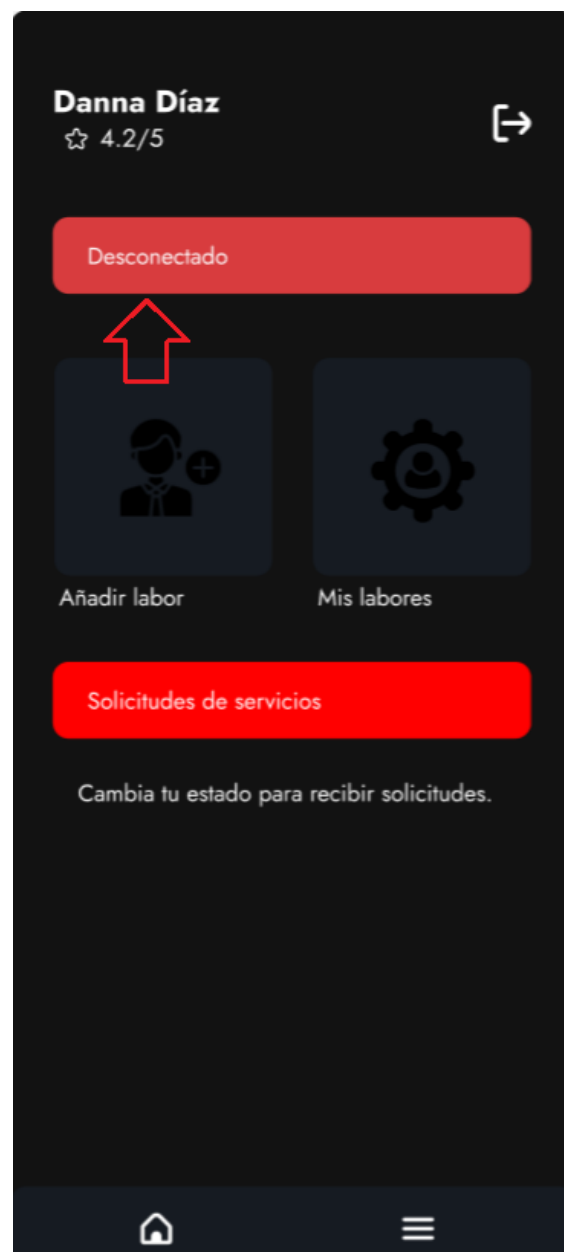 Danna Díaz
4.2/5
Desconectado
Añadir labor
Mis labores
Solicitudes de servicios
Cambia tu estado para recibir solicitudes.